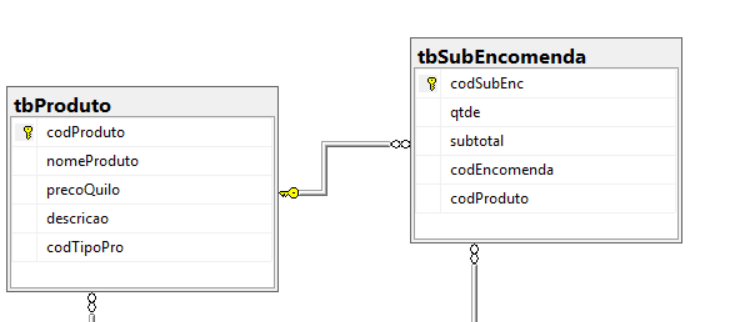 tbProduto
codProduto
nomeProduto
precoQuilo
descricao
codTipoPro
tbSubEncomenda
codSubEnc
qtde
subtotal
codEncomenda
codProduto